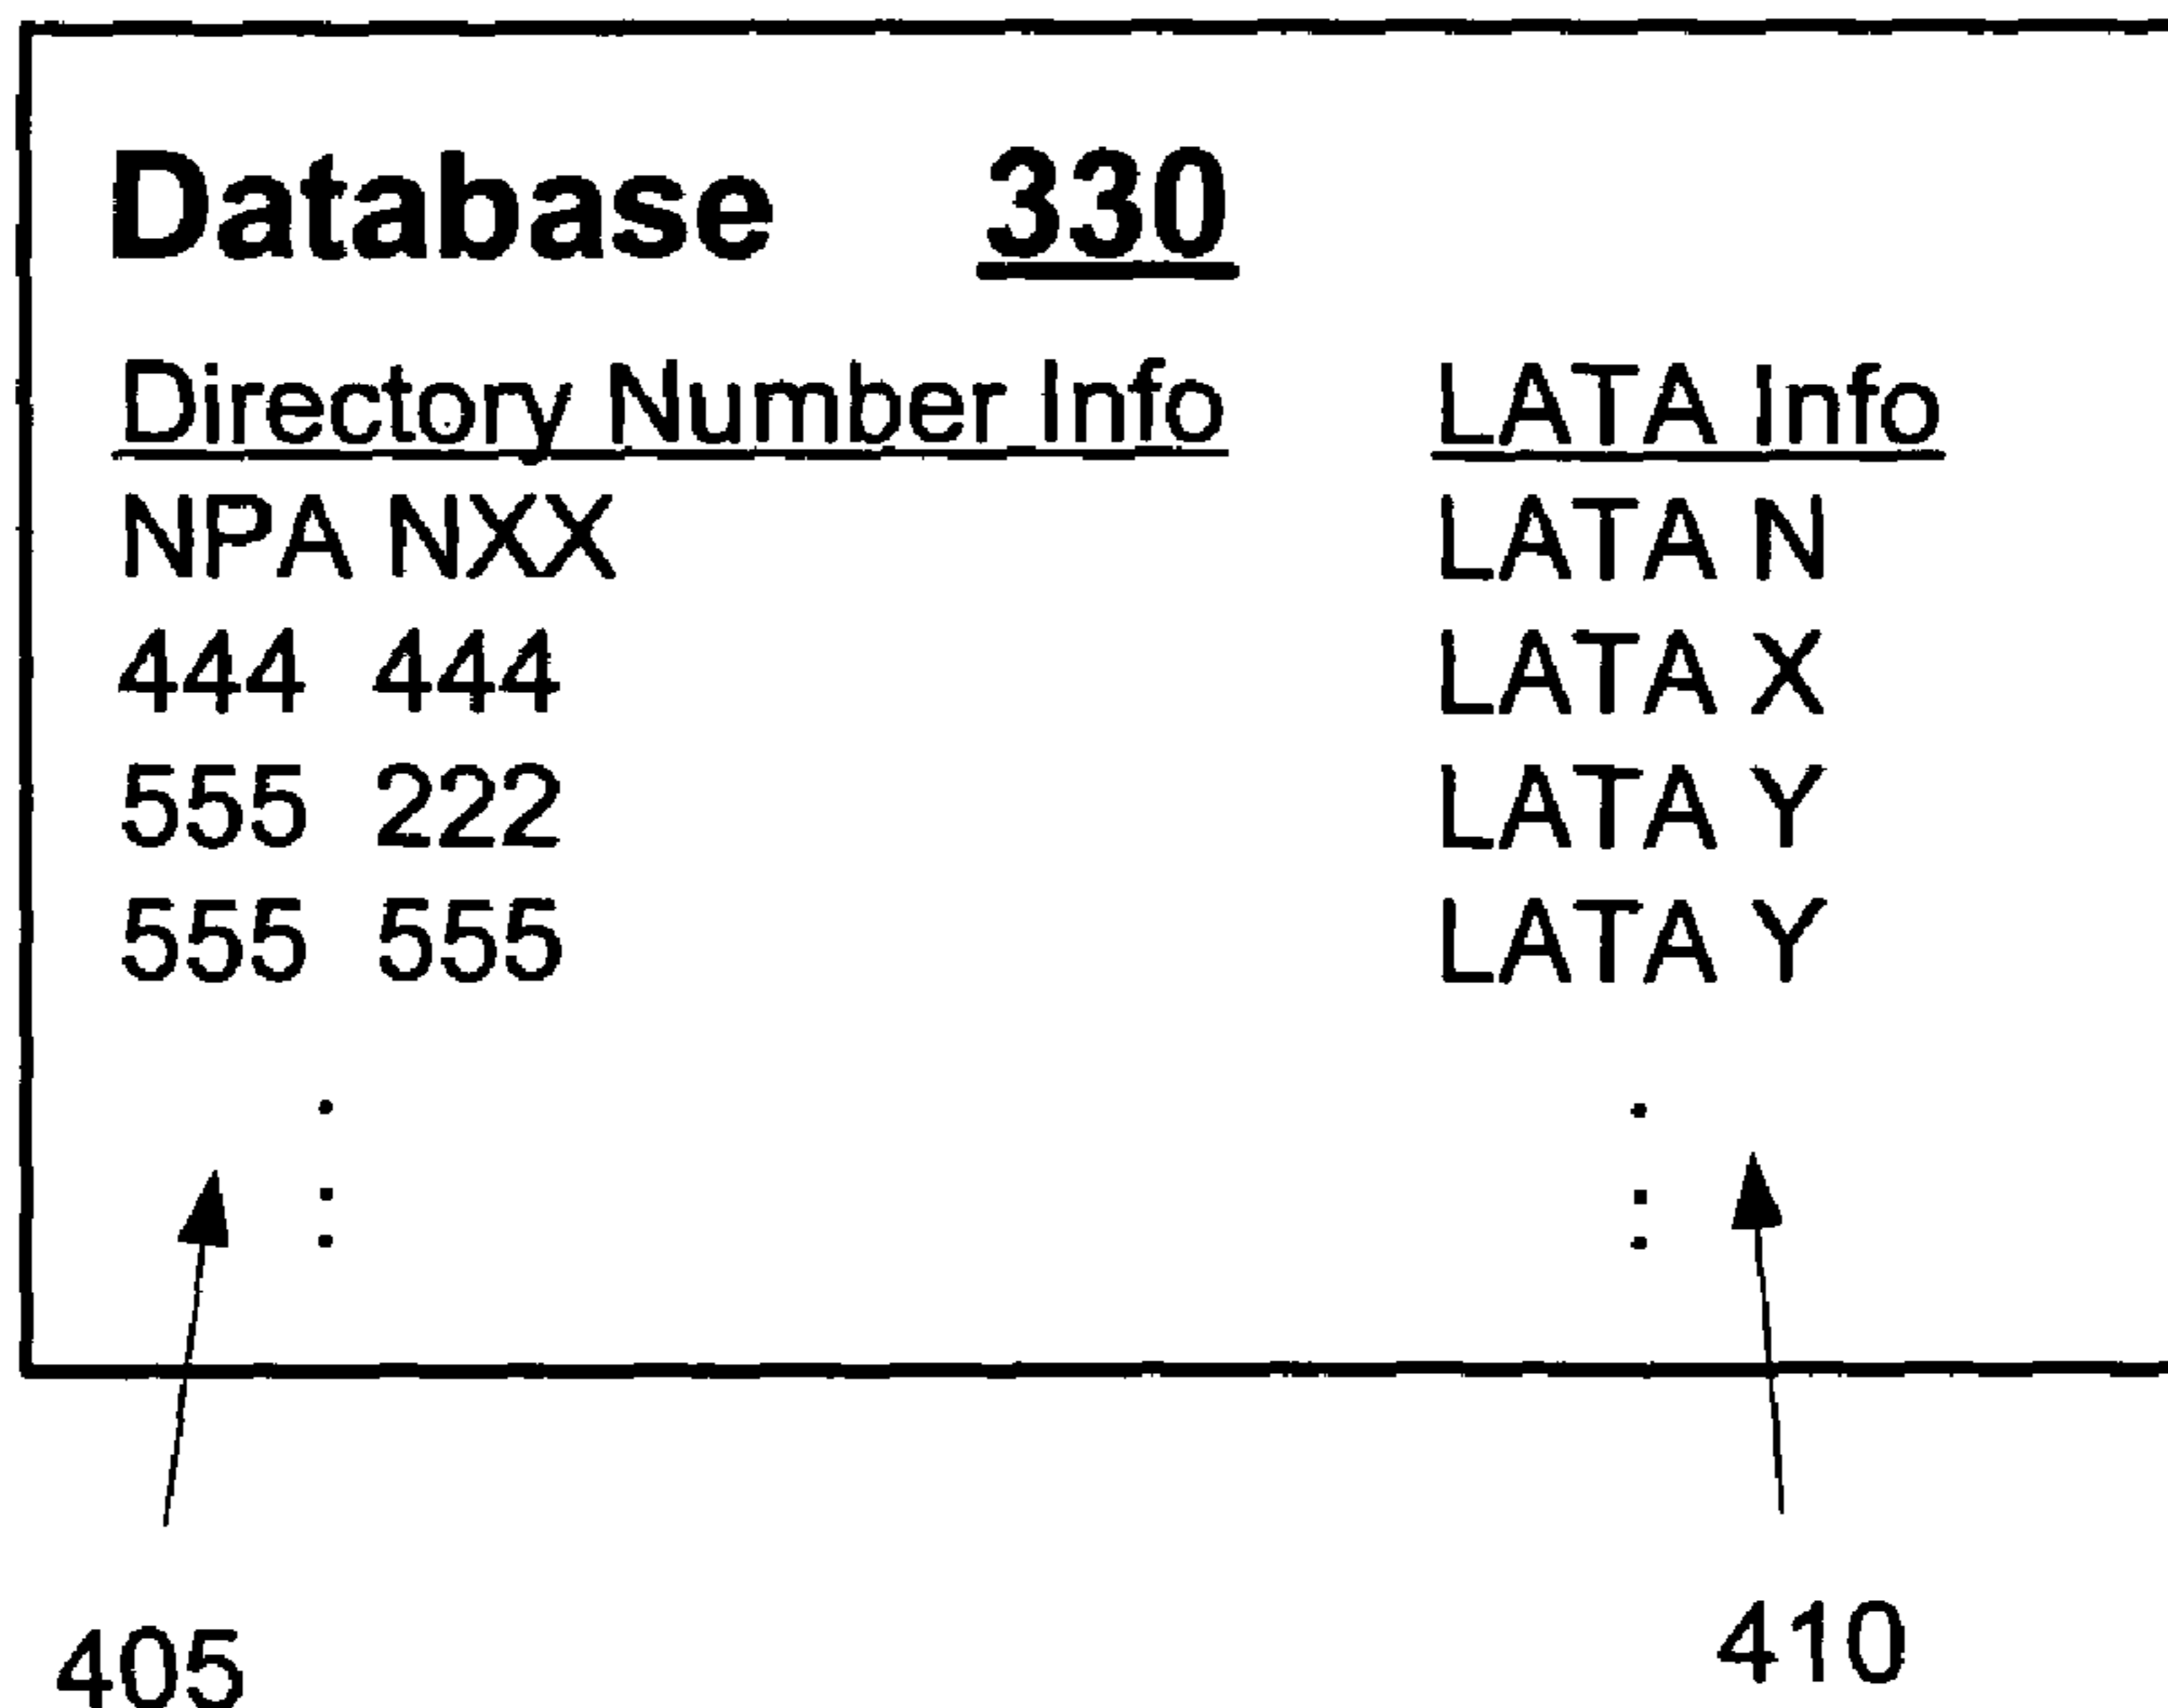 Database 330
Directory Number Info LATA Info
NPA NXX LATA N
444 444 LATA X
555 222 LATA Y
555 555 LATA Y
405 410